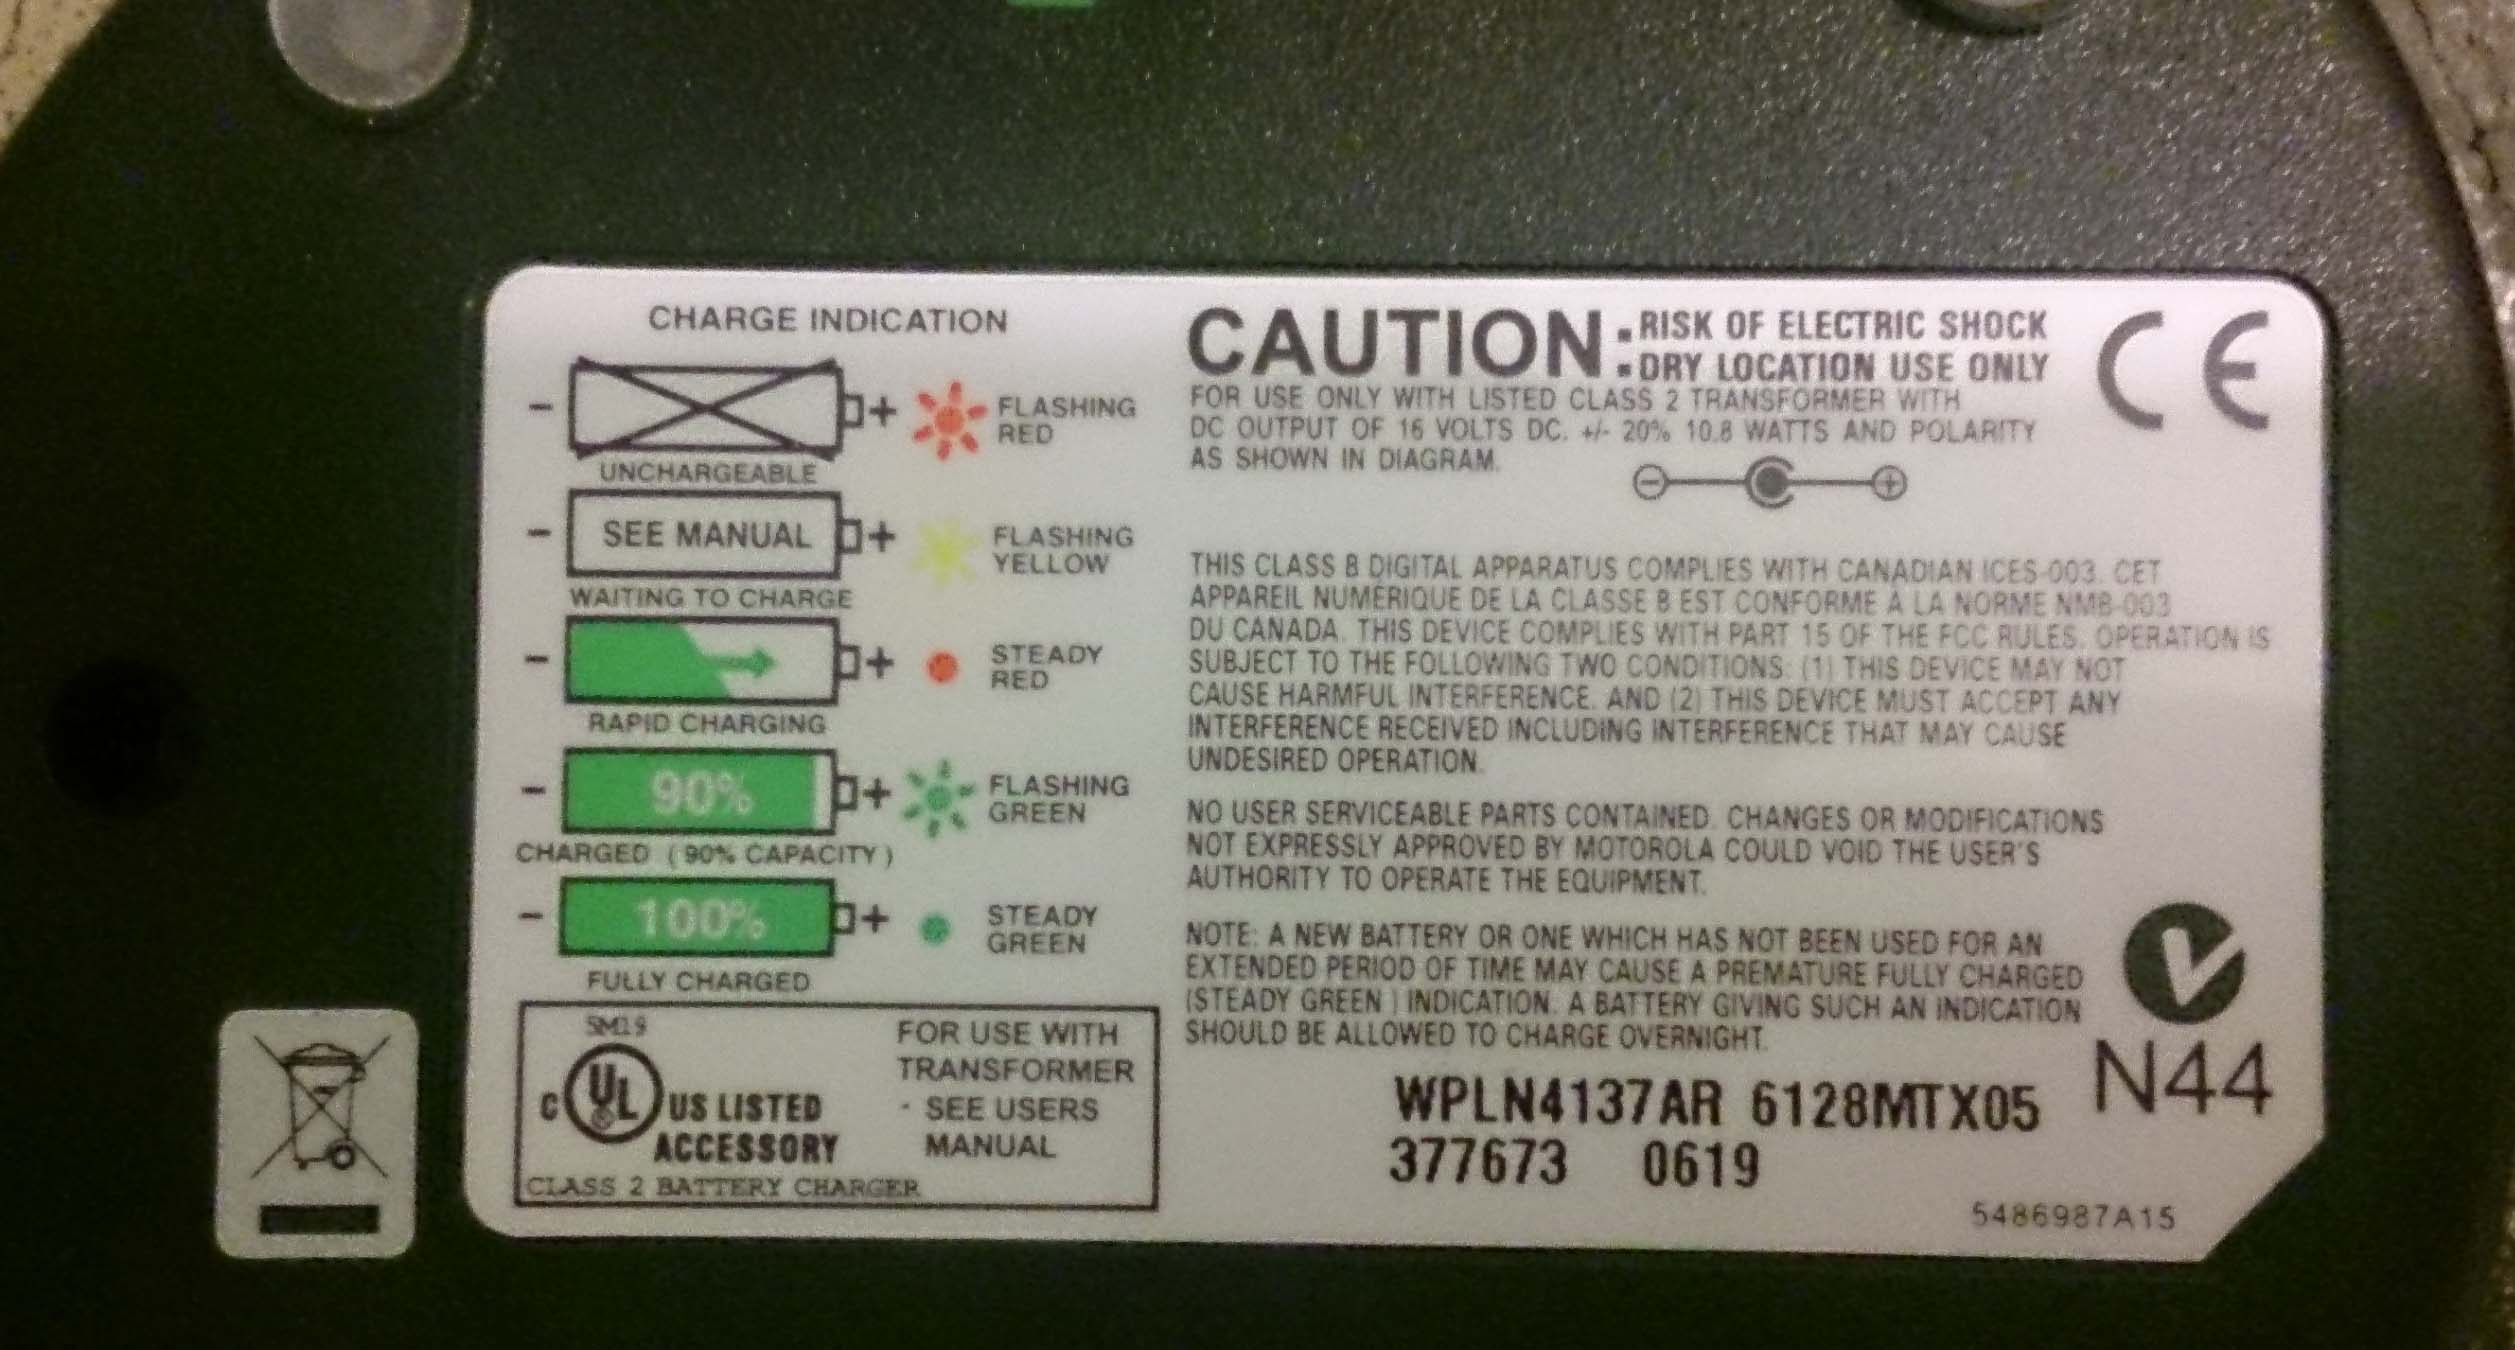 CHARGE INDICATION
- + FLASHING
RED
UNCHARGEABLE
- SEE MANUAL + FLASHING
YELLOW
WAITING TO CHARGE
- + STEADY
RED
RAPID CHARGING
- 90% + FLASHING
GREEN
CHARGED (90% CAPACITY)
- 100% + STEADY
GREEN
FULLY CHARGED
5M19
C UL US LISTED
ACCESSORY
CLASS 2 BATTERY CHARGER
FOR USE WITH
TRANSFORMER
- SEE USERS
MANUAL
CAUTION: RISK OF ELECTRIC SHOCK
: DRY LOCATION USE ONLY
FOR USE ONLY WITH LISTED CLASS 2 TRANSFORMER WITH
DC OUTPUT OF 16 VOLTS DC. +/- 20% 10.8 WATTS AND POLARITY
AS SHOWN IN DIAGRAM.
- +
CE
THIS CLASS B DIGITAL APPARATUS COMPLIES WITH CANADIAN ICES-003. CET
APPAREIL NUMERIQUE DE LA CLASSE B EST CONFORME A LA NORME NMB-003
DU CANADA. THIS DEVICE COMPLIES WITH PART 15 OF THE FCC RULES. OPERATION IS
SUBJECT TO THE FOLLOWING TWO CONDITIONS: (1) THIS DEVICE MAY NOT
CAUSE HARMFUL INTERFERENCE. AND (2) THIS DEVICE MUST ACCEPT ANY
INTERFERENCE RECEIVED INCLUDING INTERFERENCE THAT MAY CAUSE
UNDESIRED OPERATION.
NO USER SERVICEABLE PARTS CONTAINED. CHANGES OR MODIFICATIONS
NOT EXPRESSLY APPROVED BY MOTOROLA COULD VOID THE USER'S
AUTHORITY TO OPERATE THE EQUIPMENT.
NOTE: A NEW BATTERY OR ONE WHICH HAS NOT BEEN USED FOR AN
EXTENDED PERIOD OF TIME MAY CAUSE A PREMATURE FULLY CHARGED
(STEADY GREEN ) INDICATION. A BATTERY GIVING SUCH AN INDICATION
SHOULD BE ALLOWED TO CHARGE OVERNIGHT.
N44
WPLN4137AR 6128MTX05
377673 0619
5486987A15